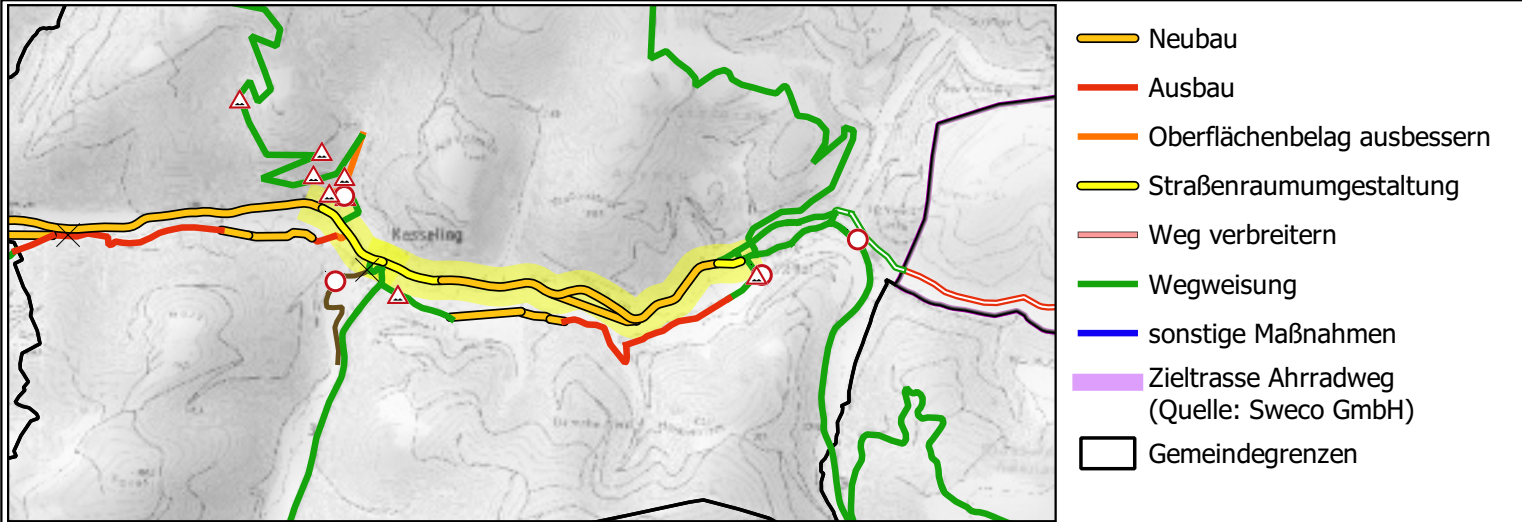 Kesseling
Neubau
Ausbau
Oberflächenbelag ausbessern
Straßenraumumgestaltung
Weg verbreitern
Wegweisung
sonstige Maßnahmen
Zieltrasse Ahrradweg
(Quelle: Sweco GmbH)
Gemeindegrenzen